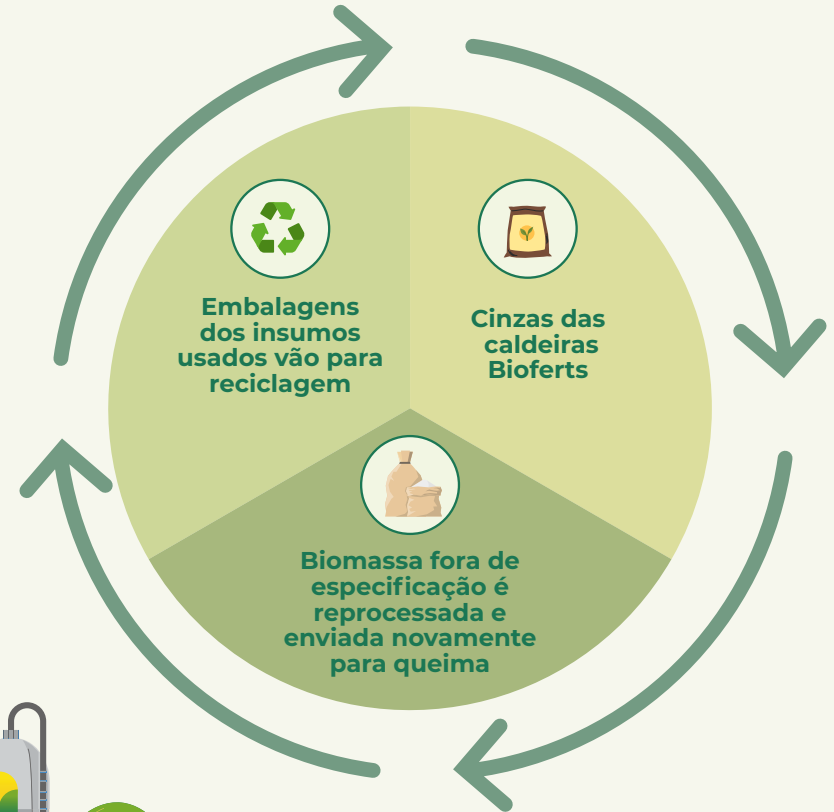 Embalagens
dos insumos
usados vão para
reciclagem
Cinzas das
caldeiras
Bioferts
Biomassa fora de
especificação é
reprocessada e
enviada novamente
para queima